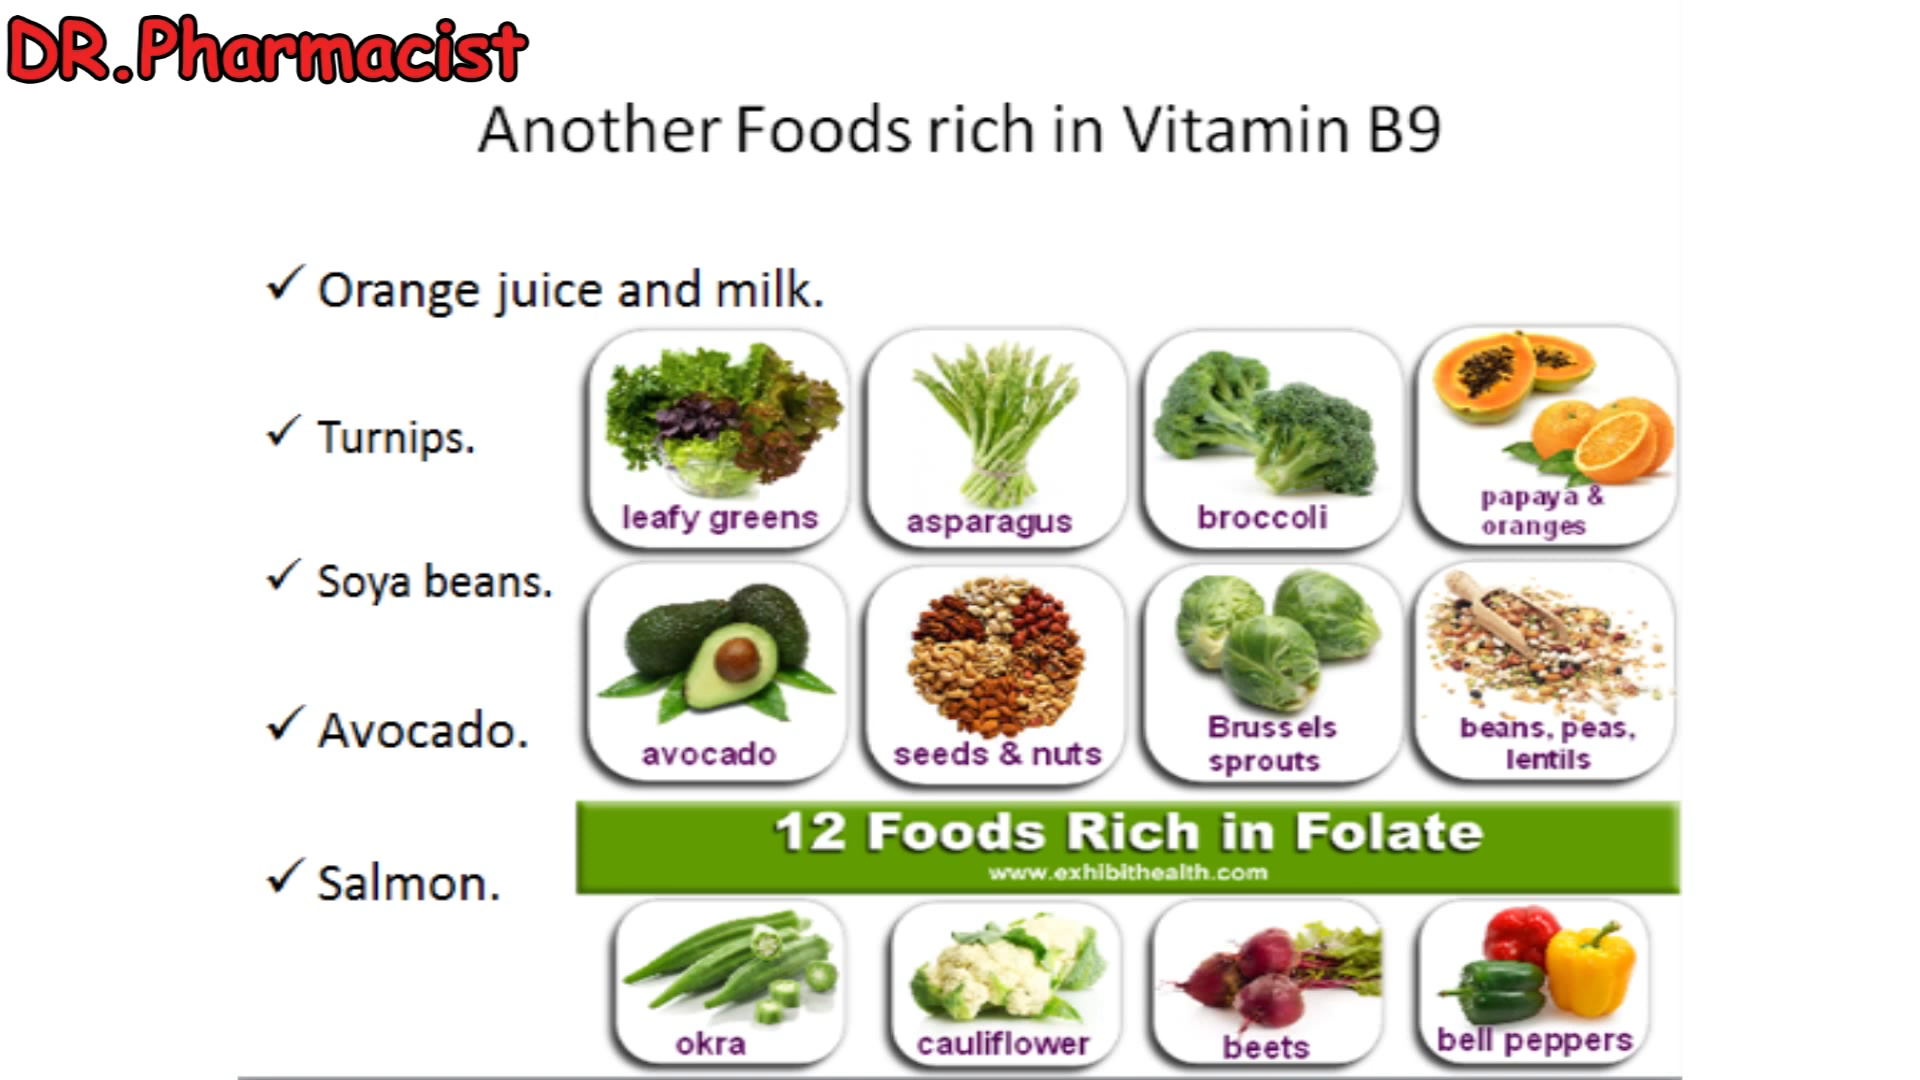 DR.Pharmacist
Another Foods rich in Vitamin B9
✓ Orange juice and milk.
✓ Turnips.
✓ Soya beans.
✓ Avocado.
✓ Salmon.
leafy greens
asparagus
broccoli
papaya &
oranges
avocado
seeds & nuts
Brussels
sprouts
beans, peas,
lentils
12 Foods Rich in Folate
www.exhibithealth.com
okra
cauliflower
beets
bell peppers